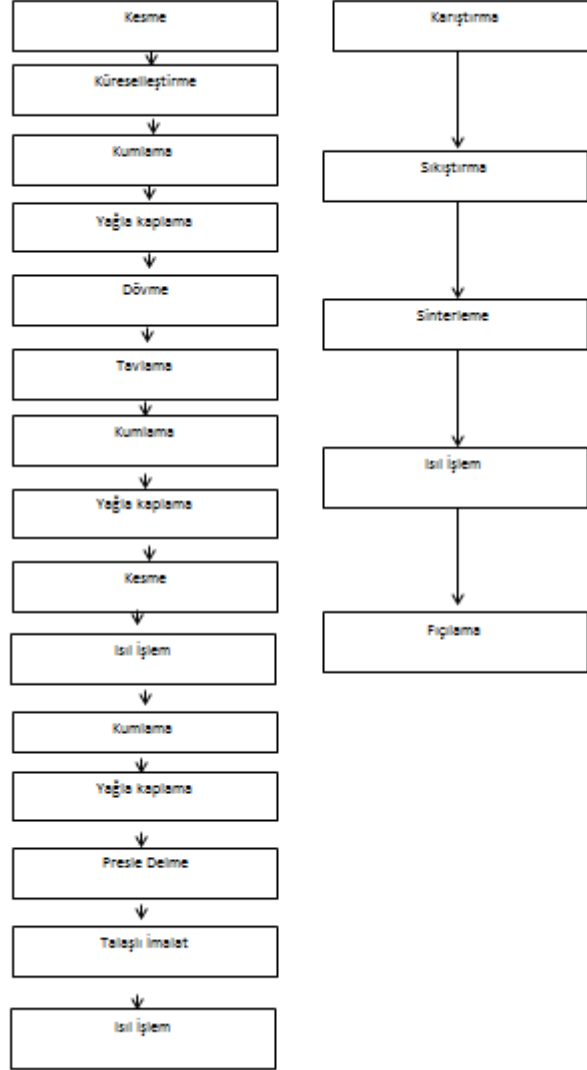 Kesme
Küreselleştirme
Kumlama
Yağla kaplama
Dövme
Tavlama
Kumlama
Yağla kaplama
Kesme
Isıl İşlem
Kumlama
Yağla kaplama
Presle Delme
Talaşlı İmalat
Isıl İşlem
Karıştırma
Sıkıştırma
Sinterleme
Isıl İşlem
Fıçılama